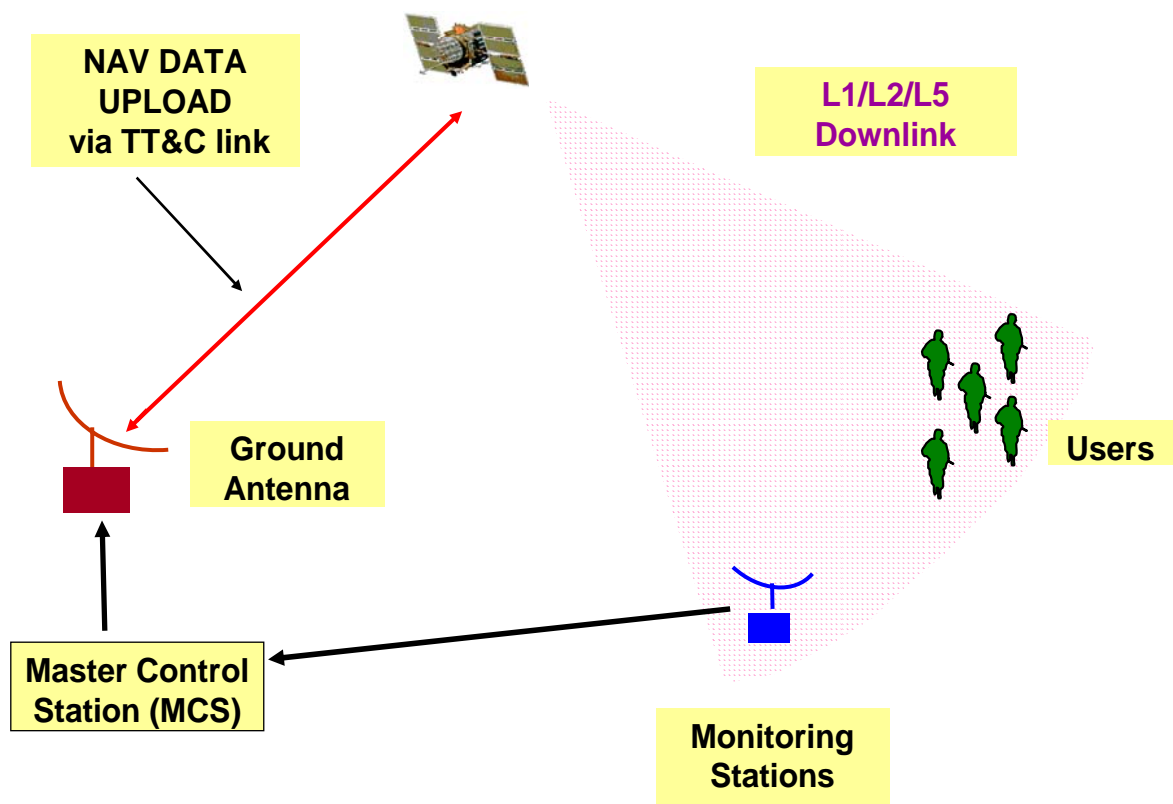 NAV DATA
UPLOAD
via TT&C link
L1/L2/L5
Downlink
Ground
Antenna
Users
Master Control
Station (MCS)
Monitoring
Stations